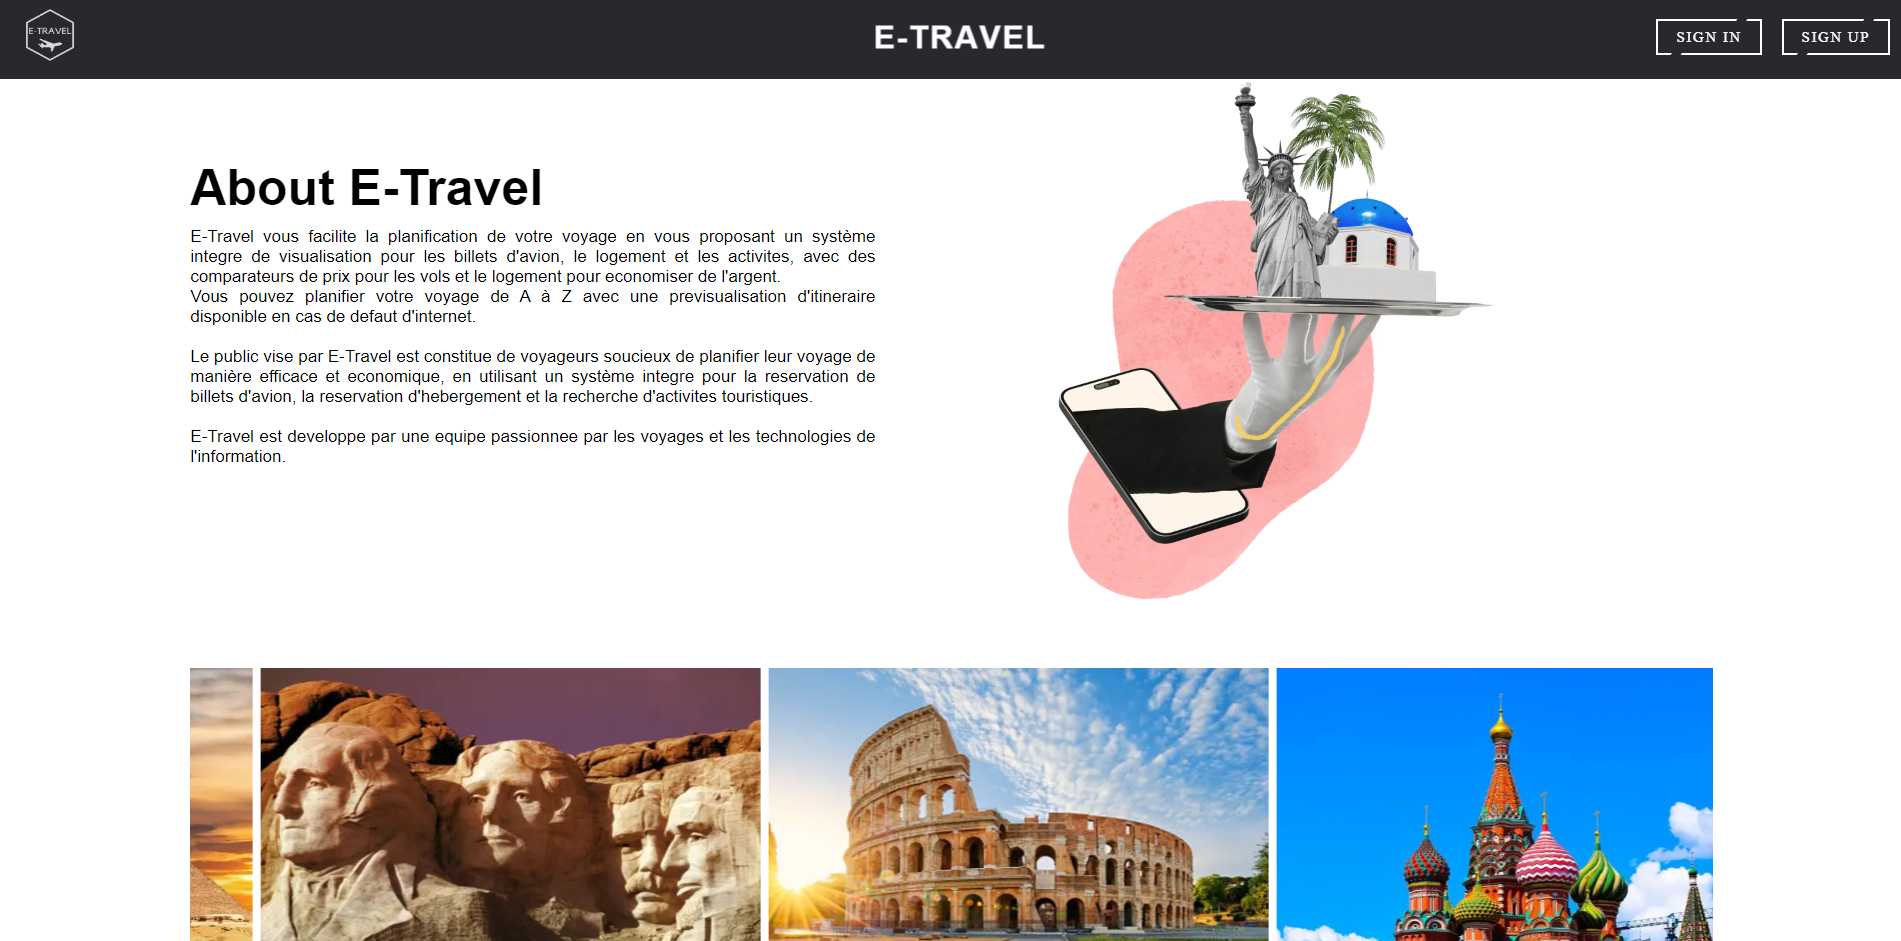 E-TRAVEL
E-TRAVEL
SIGN IN
SIGN UP
About E-Travel
E-Travel vous facilite la planification de votre voyage en vous proposant un système
integre de visualisation pour les billets d'avion, le logement et les activites, avec des
comparateurs de prix pour les vols et le logement pour economiser de l'argent.
Vous pouvez planifier votre voyage de A à Z avec une previsualisation d'itineraire
disponible en cas de defaut d'internet.
Le public vise par E-Travel est constitue de voyageurs soucieux de planifier leur voyage de
manière efficace et economique, en utilisant un système integre pour la reservation de
billets d'avion, la reservation d'hebergement et la recherche d'activites touristiques.
E-Travel est developpe par une equipe passionnee par les voyages et les technologies de
l'information.